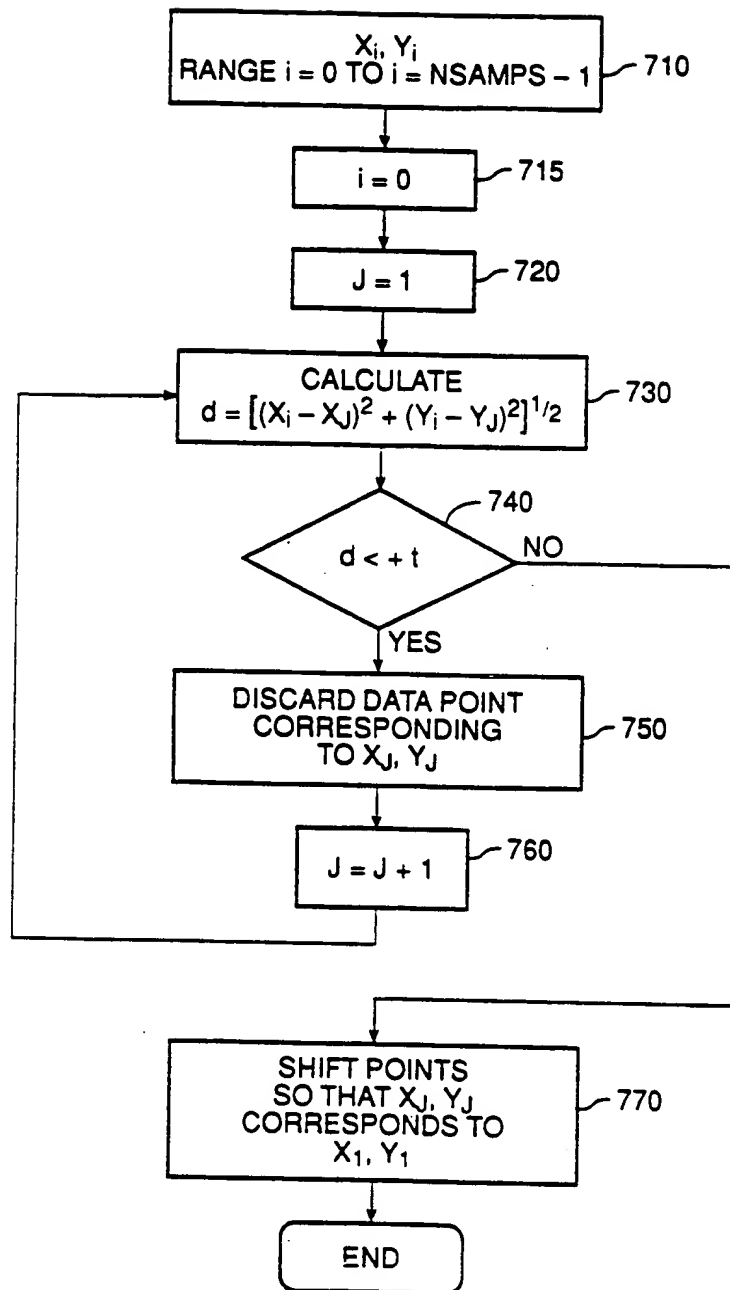 Xi, Yi
RANGE i = 0 TO i = NSAMPS – 1
710
i = 0
715
J = 1
720
CALCULATE
d = [(Xi – XJ)² + (Yi – YJ)²]^1/2
730
740
d < + t
NO
YES
DISCARD DATA POINT
CORRESPONDING
TO XJ, YJ
750
J = J + 1
760
SHIFT POINTS
SO THAT XJ, YJ
CORRESPONDS TO
X1, Y1
770
END